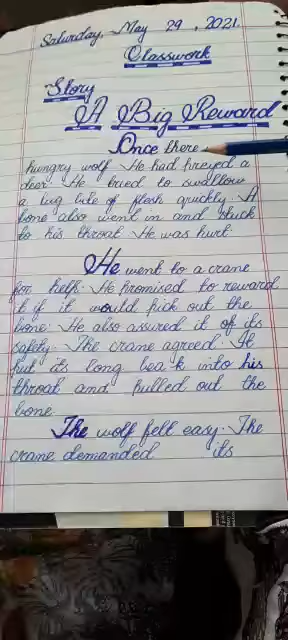 Saturday, May 29, 2021
Classwork
Story
A Big Reward
Once there
hungry wolf. He had preyed a
deer. He tried to swallow
a big bite of flesh quickly. A
bone also went in and stuck
to his throat. He was hurt.
He went to a crane
for help. He promised to reward
it if it would pick out the
bone. He also assured it of its
safety. The crane agreed. It
put its long beak into his
throat and pulled out the
bone
The wolf fell easy. The
crane demanded its